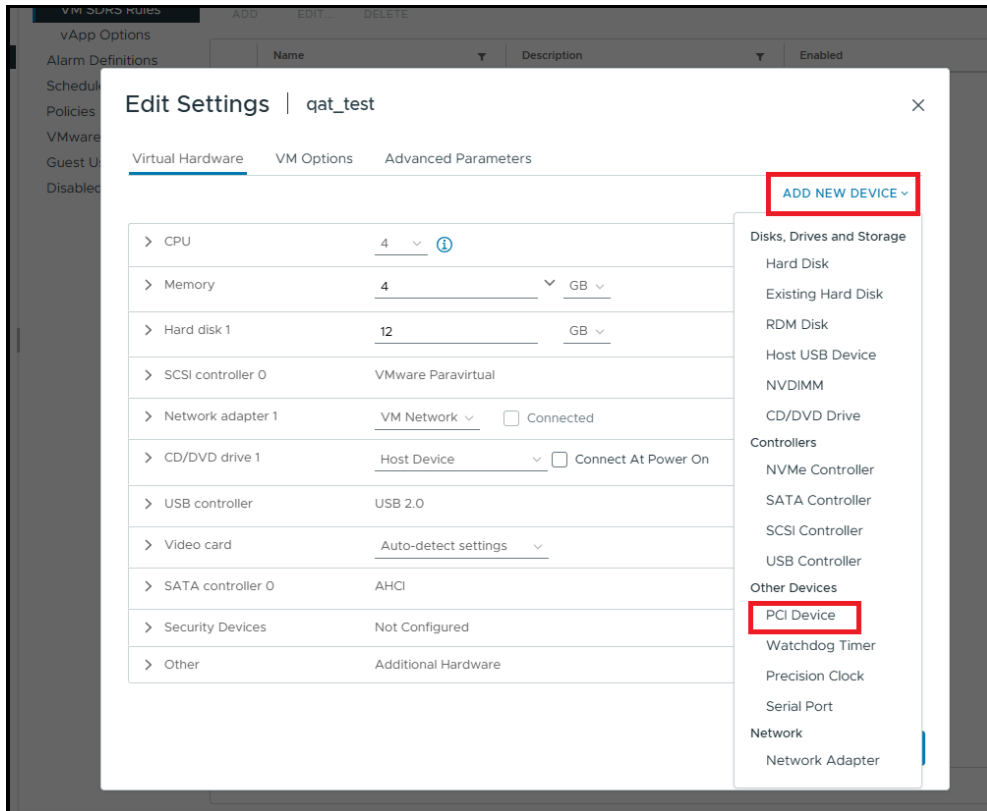 VM SDRS Rules
ADD EDIT... DELETE
vApp Options
Alarm Definitions
Name Description Enabled
Policies
VMware
Edit Settings | qat_test
Virtual Hardware VM Options Advanced Parameters
ADD NEW DEVICE
CPU 4
Memory 4 GB
Hard disk 1 12 GB
SCSI controller 0 VMware Paravirtual
Network adapter 1 VM Network Connected
CD/DVD drive 1 Host Device Connect At Power On
USB controller USB 2.0
Video card Auto-detect settings
SATA controller 0 AHCI
Security Devices Not Configured
Other Additional Hardware
Disks, Drives and Storage
Hard Disk
Existing Hard Disk
RDM Disk
Host USB Device
NVDIMM
CD/DVD Drive
Controllers
NVMe Controller
SATA Controller
SCSI Controller
USB Controller
Other Devices
PCI Device
Watchdog Timer
Precision Clock
Serial Port
Network
Network Adapter